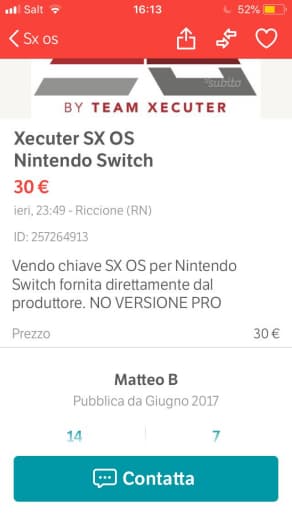 Salt 16:13 52%
Sx os
subito
BY TEAM XECUTER
Xecuter SX OS
Nintendo Switch
30 €
ieri, 23:49 - Riccione (RN)
ID: 257264913
Vendo chiave SX OS per Nintendo
Switch fornita direttamente dal
produttore. NO VERSIONE PRO
Prezzo 30 €
Matteo B
Pubblica da Giugno 2017
14 7
Contatta